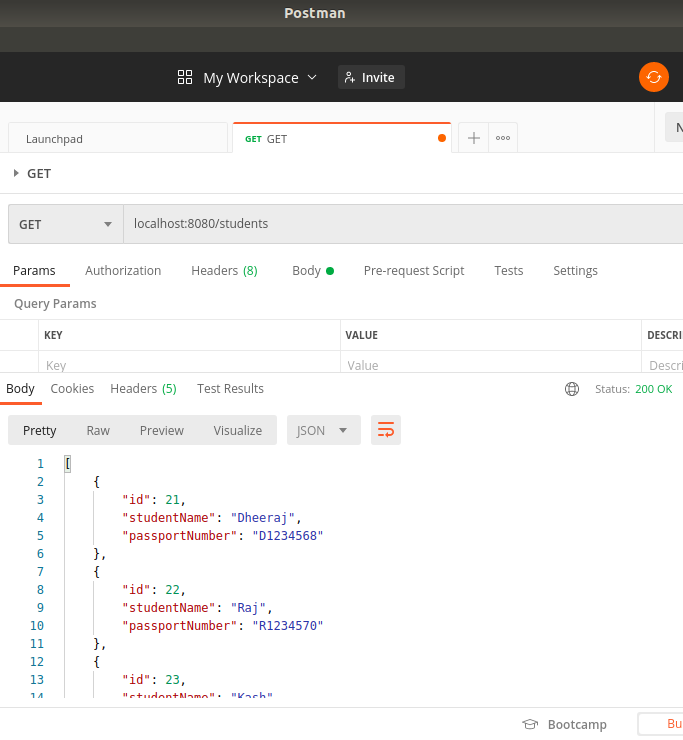 Postman
My Workspace Invite
Launchpad GET GET
GET
GET localhost:8080/students
Params Authorization Headers (8) Body Pre-request Script Tests Settings
Query Params
KEY VALUE DESCRI
Key Value Descri
Body Cookies Headers (5) Test Results Status: 200 OK
Pretty Raw Preview Visualize JSON
1 [
2 {
3 "id": 21,
4 "studentName": "Dheeraj",
5 "passportNumber": "D1234568"
6 },
7 {
8 "id": 22,
9 "studentName": "Raj",
10 "passportNumber": "R1234570"
11 },
12 {
13 "id": 23,
14 "studentName": "Kash"
Bootcamp Bu